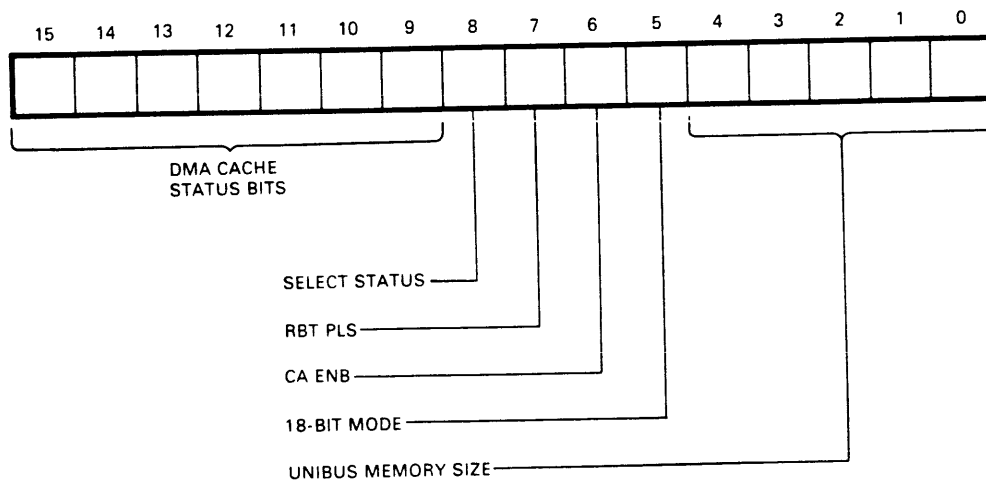 15 14 13 12 11 10 9 8 7 6 5 4 3 2 1 0
DMA CACHE
STATUS BITS
SELECT STATUS
RBT PLS
CA ENB
18-BIT MODE
UNIBUS MEMORY SIZE